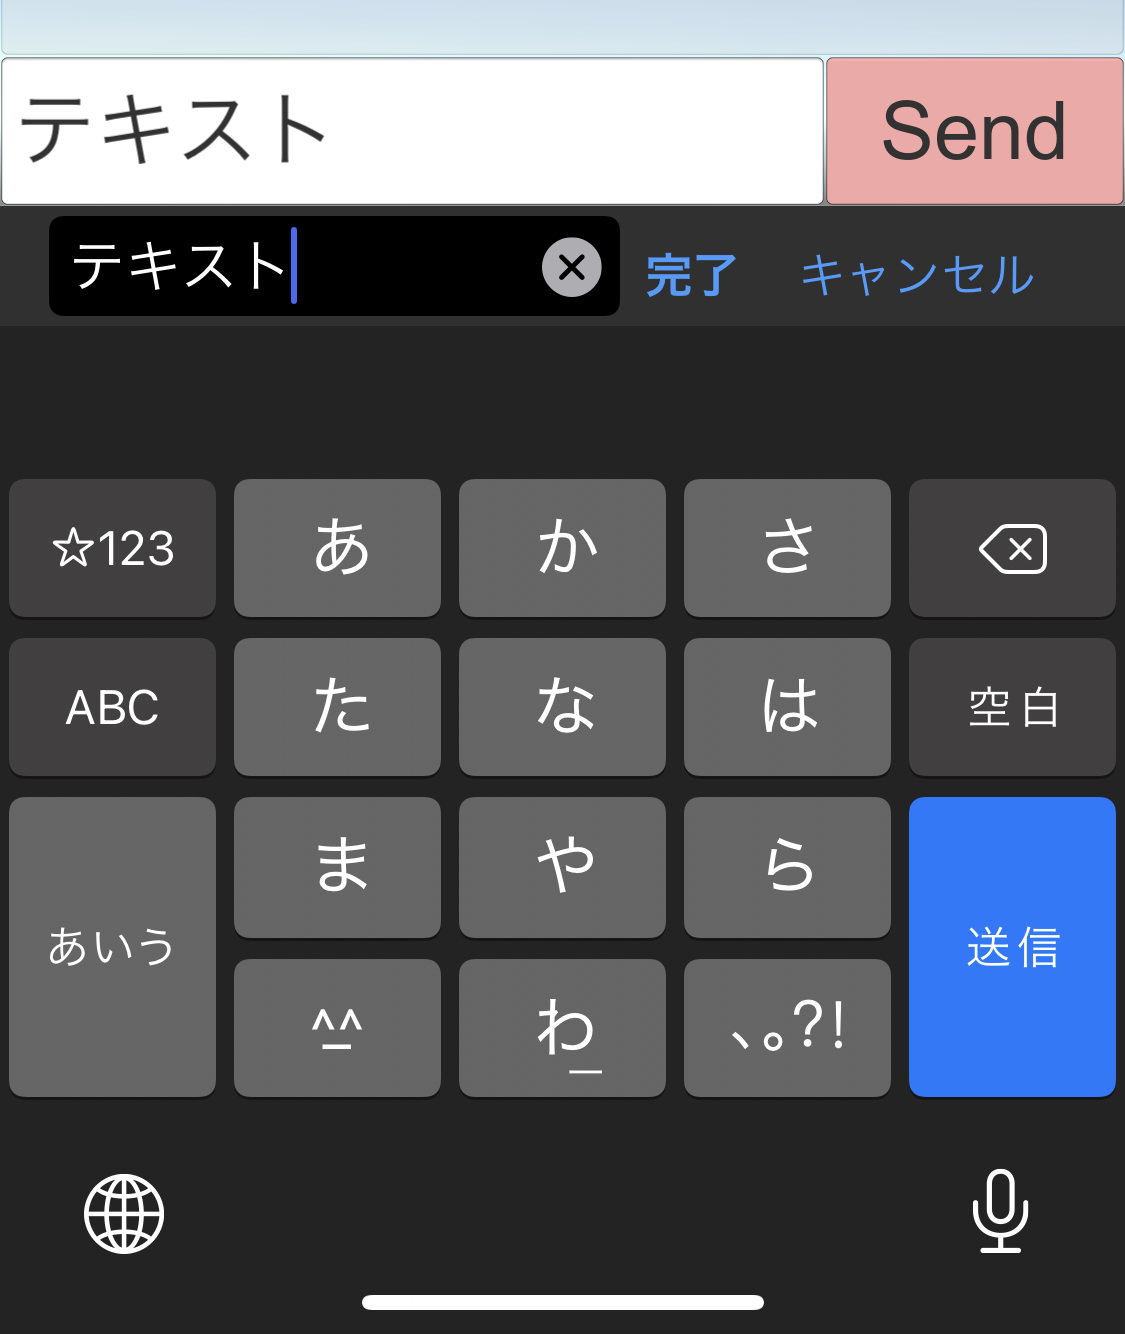 テキスト Send
テキスト 完了 キャンセル
☆123 あ か さ
ABC た な は 空白
あいう ま や ら 送信
^_^ わ_ 、。?!